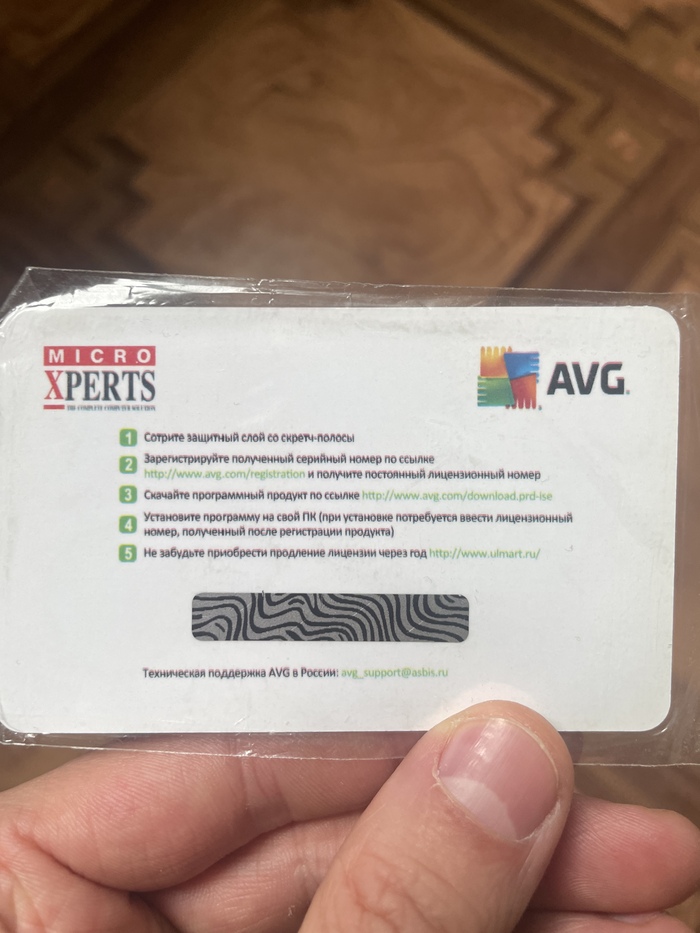 MICRO
XPERTS
THE COMPLETE COMPUTER SOLUTION
AVG
1 Сотрите защитный слой со скретч-полосы
2 Зарегистрируйте полученный серийный номер по ссылке
http://www.avg.com/registration и получите постоянный лицензионный номер
3 Скачайте программный продукт по ссылке http://www.avg.com/download.prd-ise
4 Установите программу на свой ПК (при установке потребуется ввести лицензионный
номер, полученный после регистрации продукта)
5 Не забудьте приобрести продление лицензии через год http://www.ulmart.ru/
Техническая поддержка AVG в России: avg_support@asbis.ru